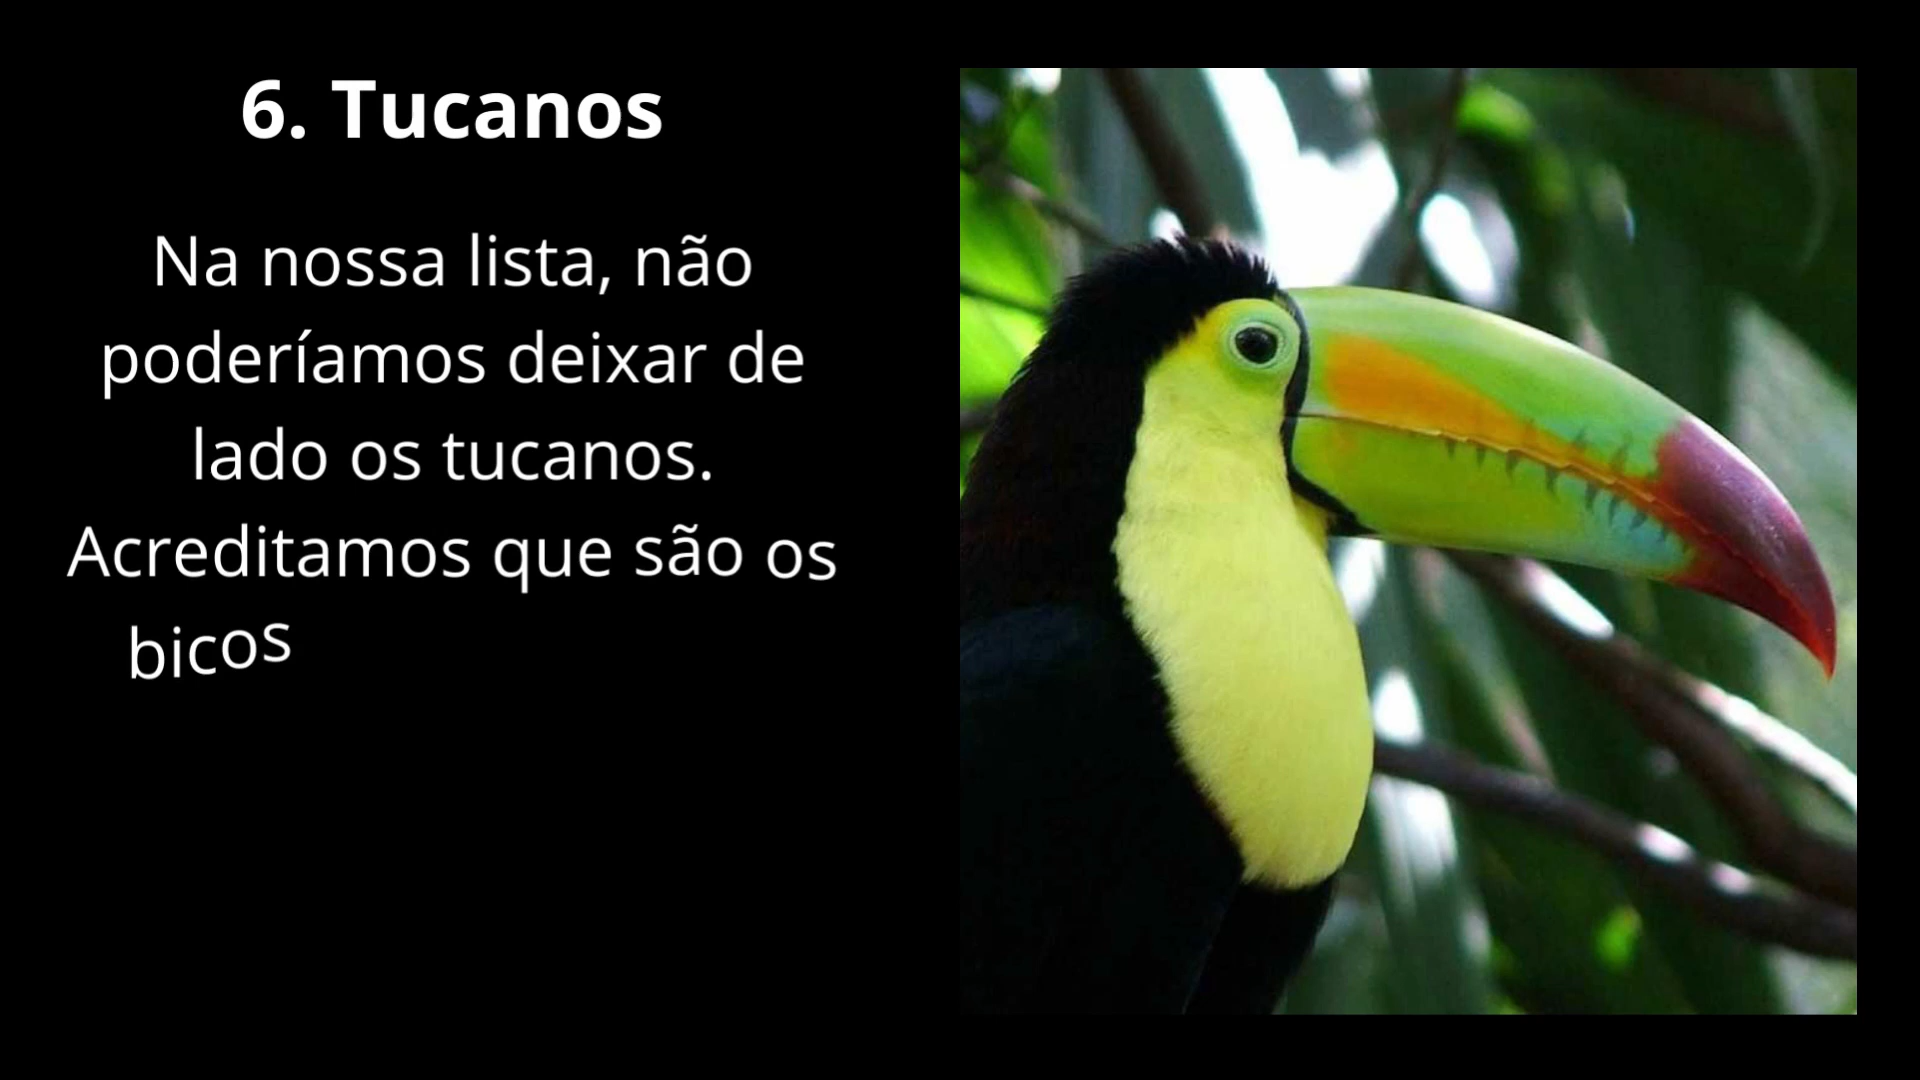 6. Tucanos
Na nossa lista, não
poderíamos deixar de
lado os tucanos.
Acreditamos que são os
bicos